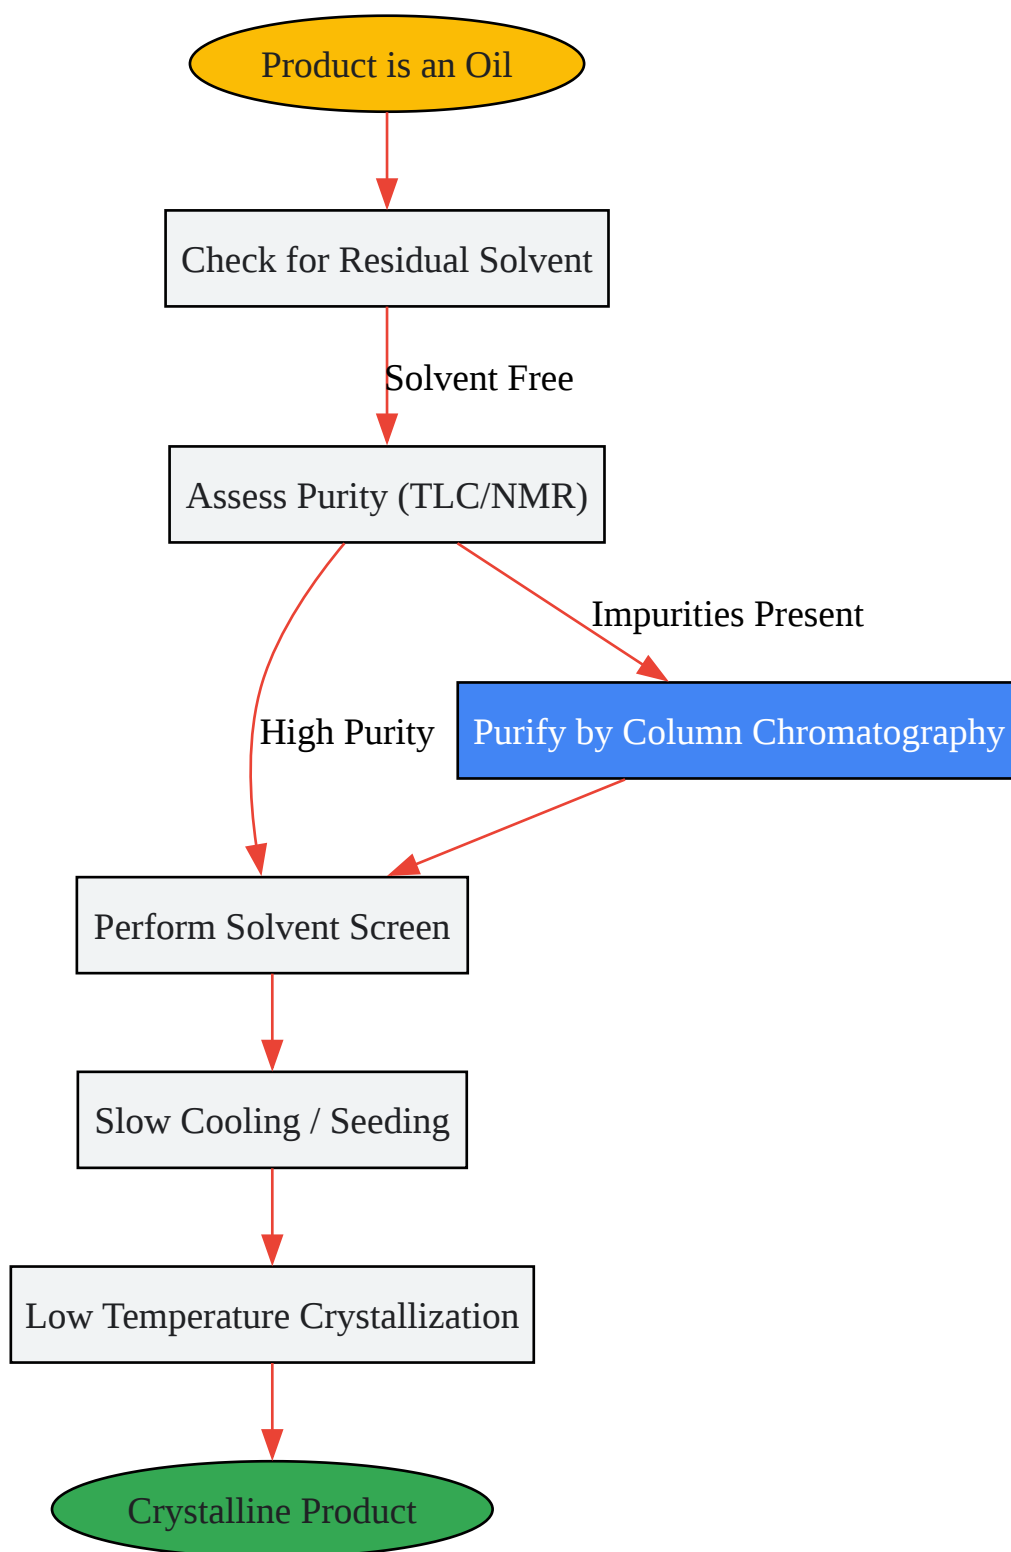 Product is an Oil
Check for Residual Solvent
Solvent Free
Assess Purity (TLC/NMR)
Impurities Present
High Purity
Purify by Column Chromatography
Perform Solvent Screen
Slow Cooling / Seeding
Low Temperature Crystallization
Crystalline Product